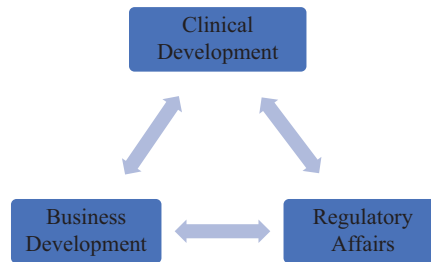 Clinical
Development
Business
Development
Regulatory
Affairs